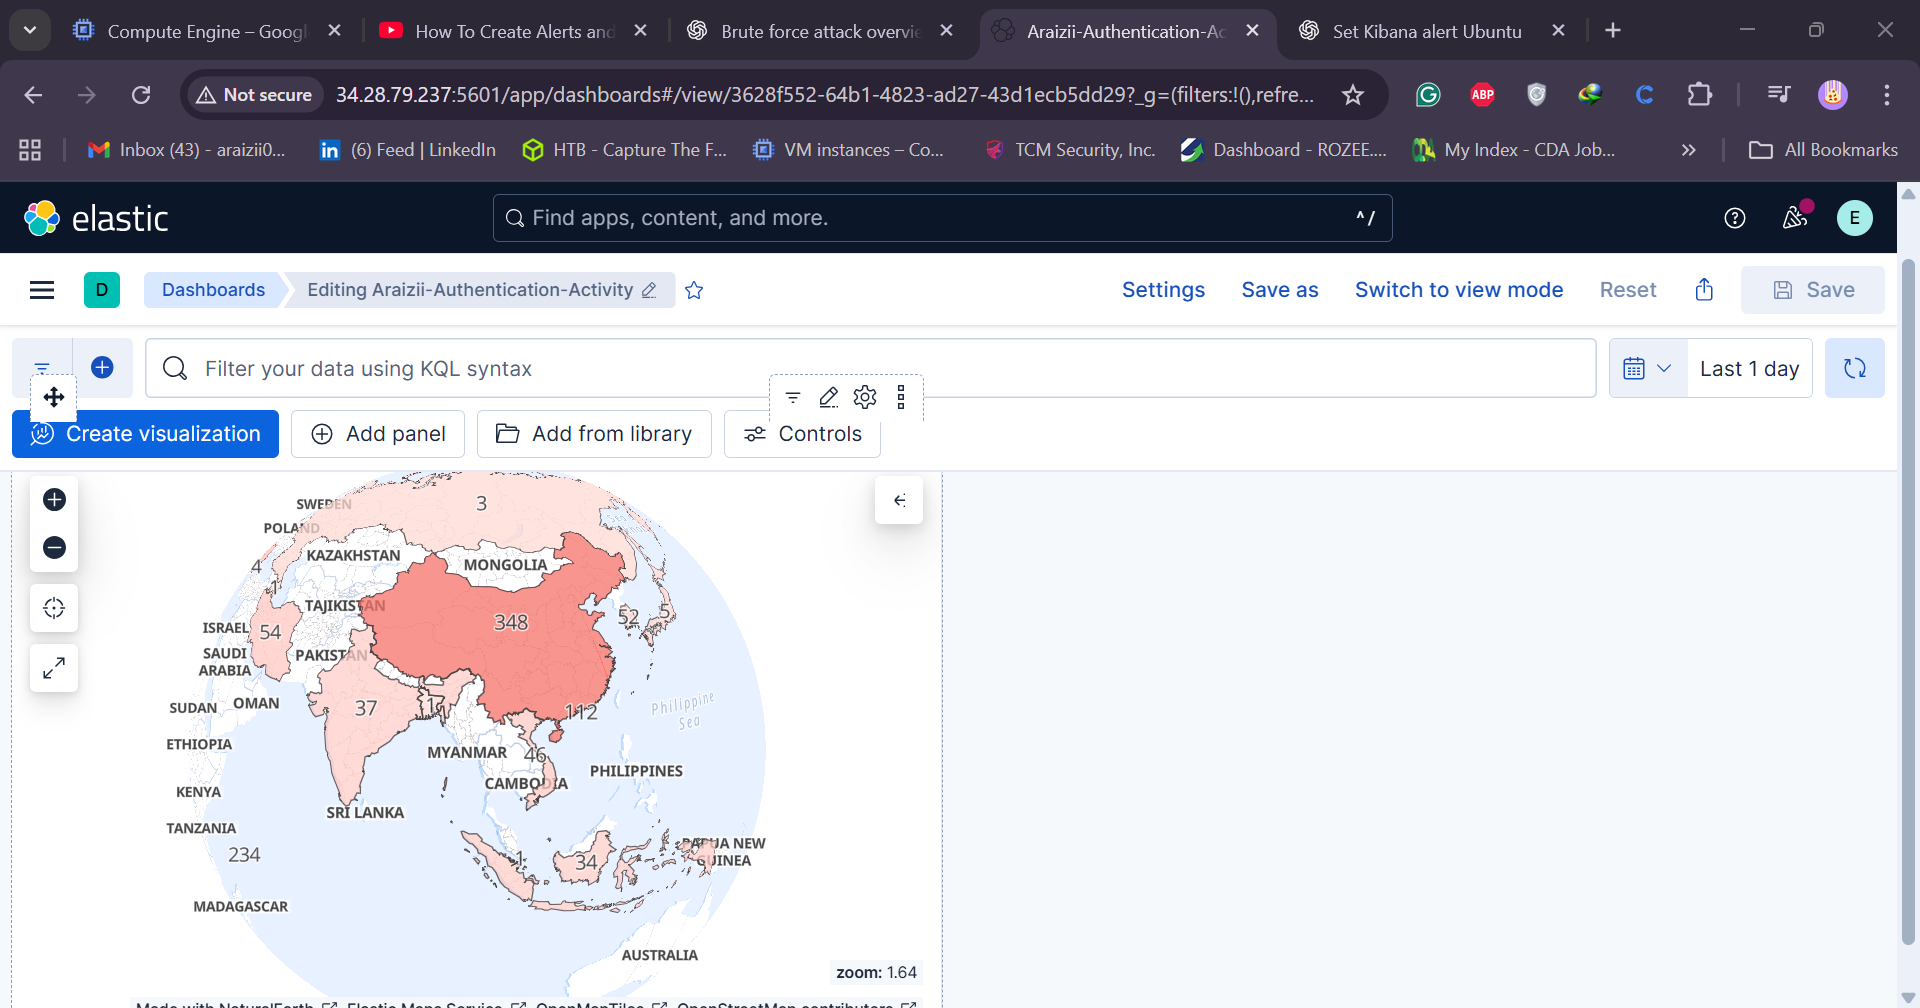 Compute Engine – Googl
How To Create Alerts and
Brute force attack overvie
Araizii-Authentication-Ac
Set Kibana alert Ubuntu
Not secure
34.28.79.237:5601/app/dashboards#/view/3628f552-64b1-4823-ad27-43d1ecb5dd29?_g=(filters:!(),refre...
ABP
Inbox (43) - araizii0...
(6) Feed | LinkedIn
HTB - Capture The F...
VM instances – Co...
TCM Security, Inc.
Dashboard - ROZEE....
My Index - CDA Job...
All Bookmarks
elastic
Find apps, content, and more.
^ /
E
D
Dashboards
Editing Araizii-Authentication-Activity
Settings
Save as
Switch to view mode
Reset
Save
Filter your data using KQL syntax
Last 1 day
Create visualization
Add panel
Add from library
Controls
SWEDEN
3
POLAND
KAZAKHSTAN
MONGOLIA
4
1
TAJIKISTAN
348
52
5
ISRAEL
54
SAUDI
ARABIA
PAKISTAN
SUDAN
OMAN
37
1
112
Philippine
Sea
ETHIOPIA
MYANMAR
46
PHILIPPINES
CAMBODIA
KENYA
SRI LANKA
TANZANIA
234
1
34
PAPUA NEW
GUINEA
MADAGASCAR
AUSTRALIA
zoom: 1.64
Made with NaturalEarth
Elastic Maps Service
OpenMapTiles
OpenStreetMap contributors